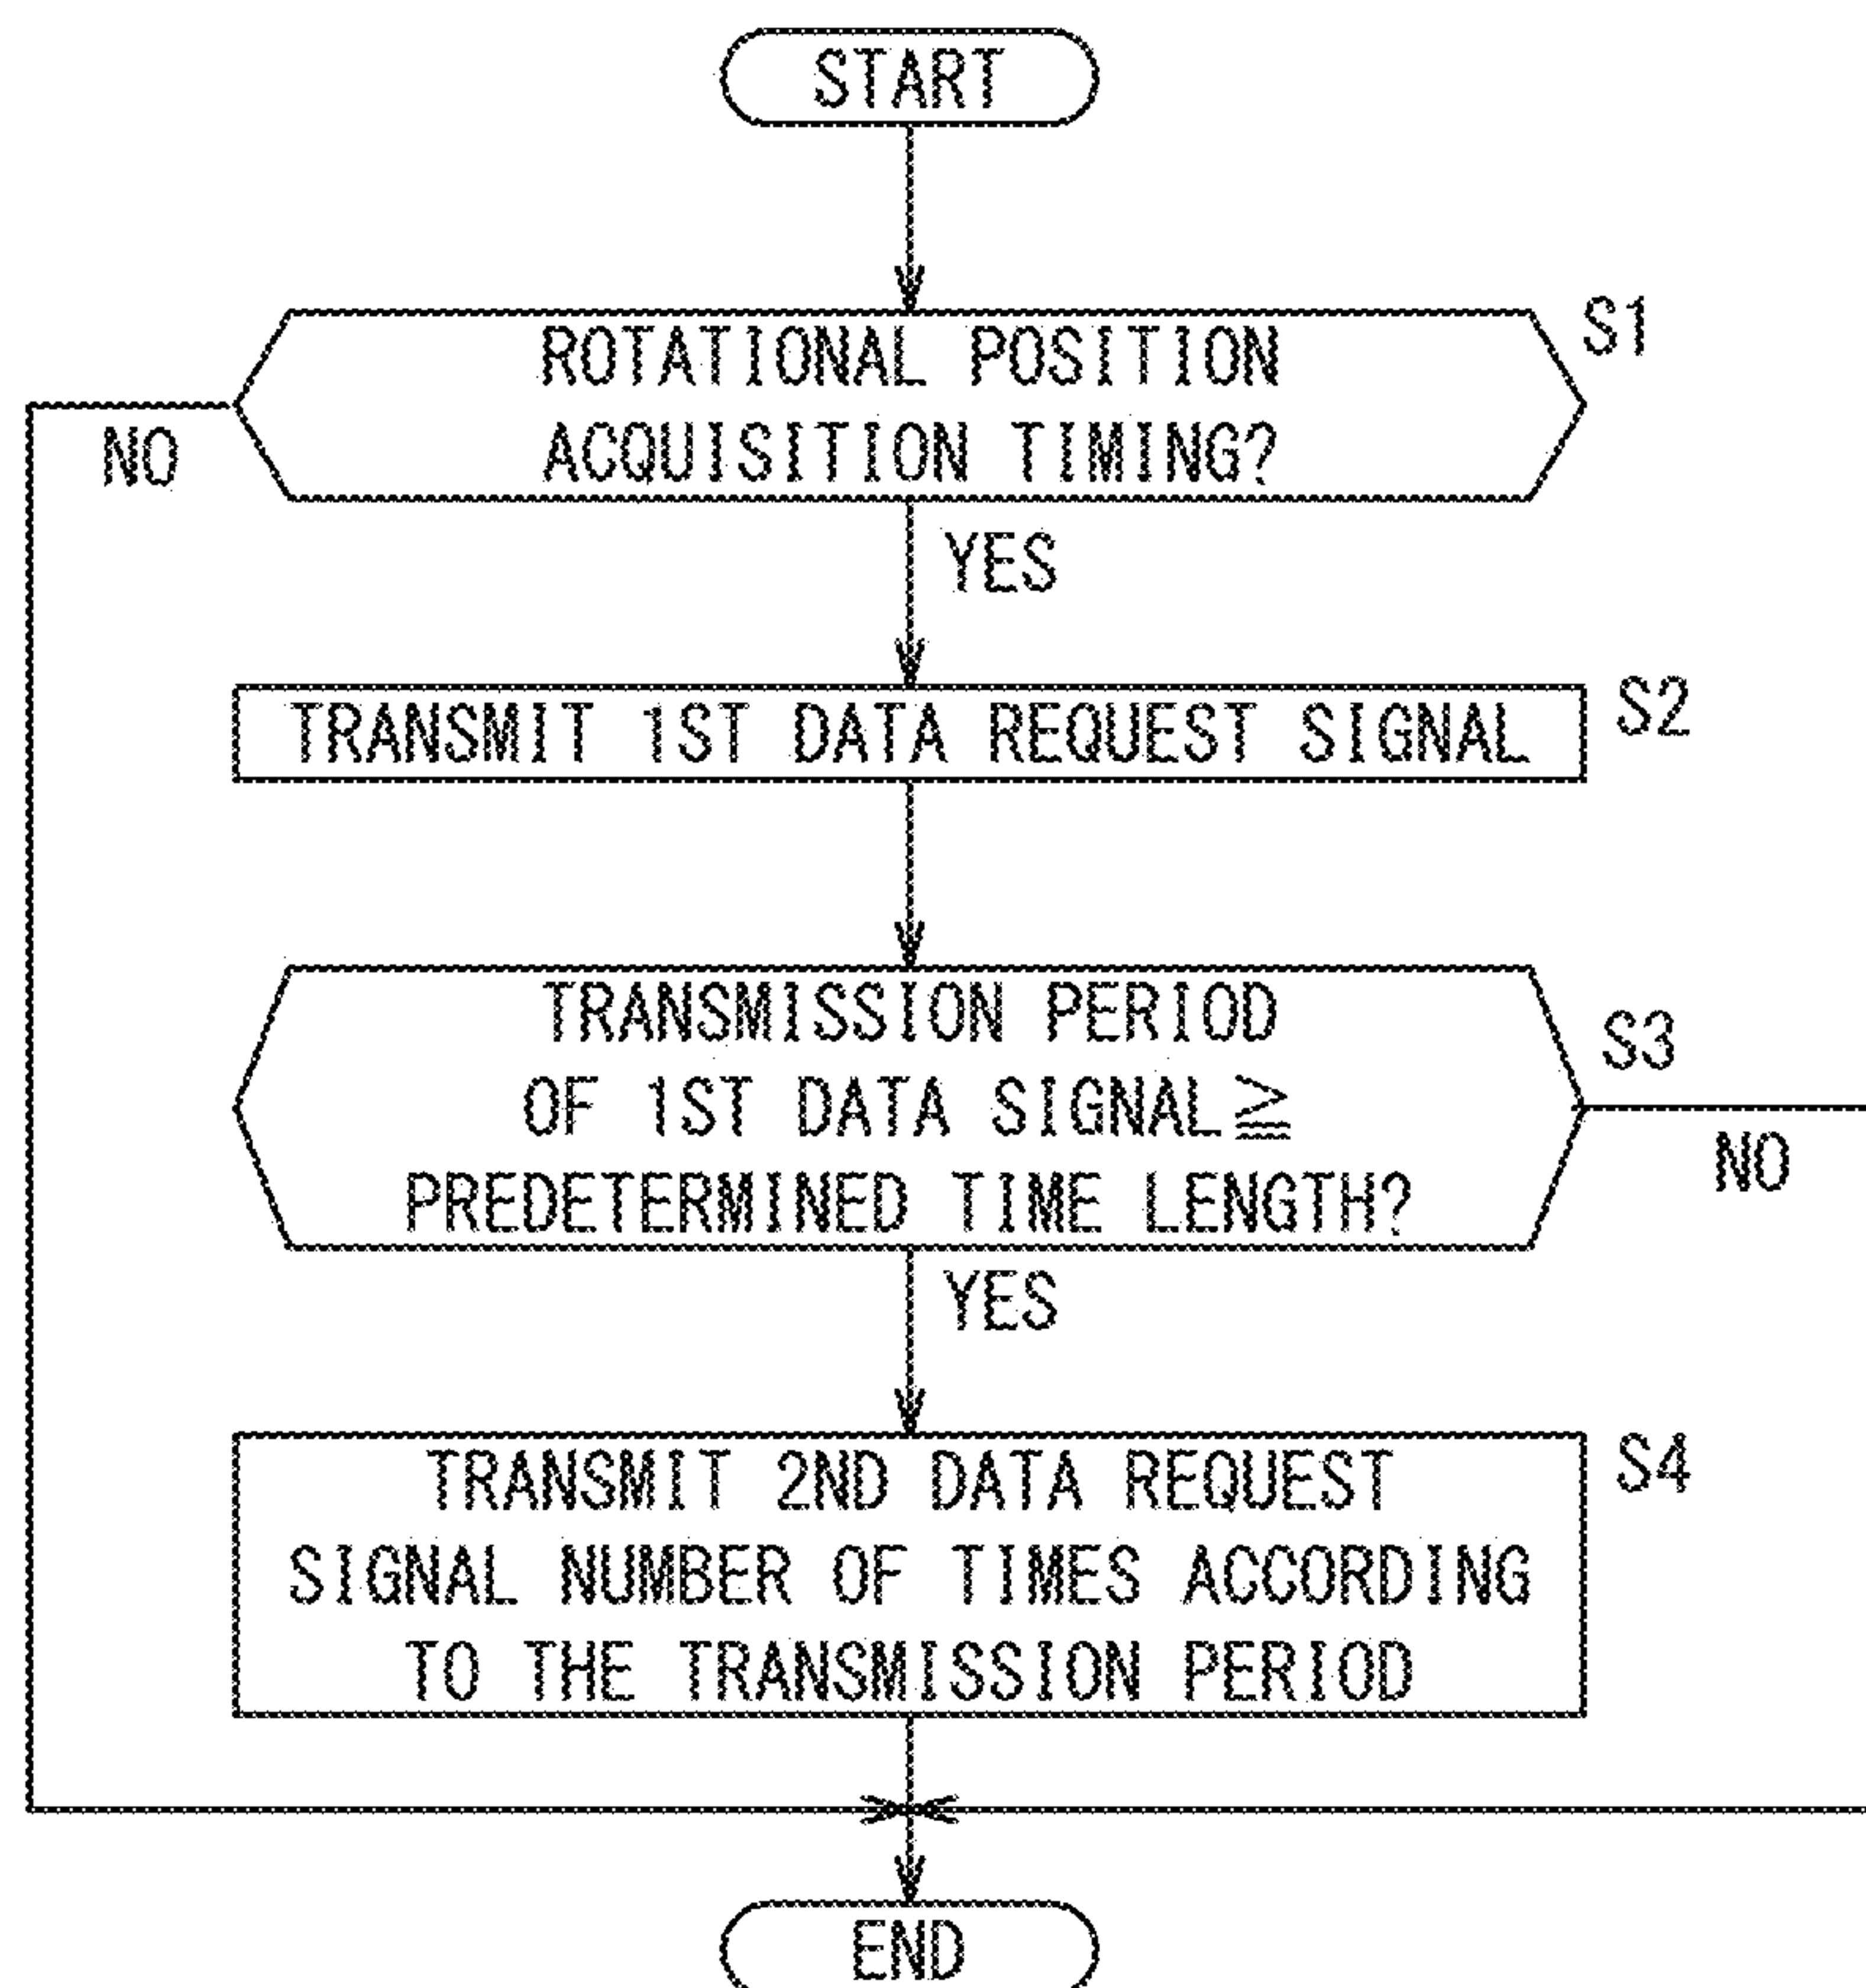 START
S1
ROTATIONAL POSITION
ACQUISITION TIMING?
NO
YES
S2
TRANSMIT 1ST DATA REQUEST SIGNAL
TRANSMISSION PERIOD
S3
OF 1ST DATA SIGNAL≧
NO
PREDETERMINED TIME LENGTH?
YES
S4
TRANSMIT 2ND DATA REQUEST
SIGNAL NUMBER OF TIMES ACCORDING
TO THE TRANSMISSION PERIOD
END